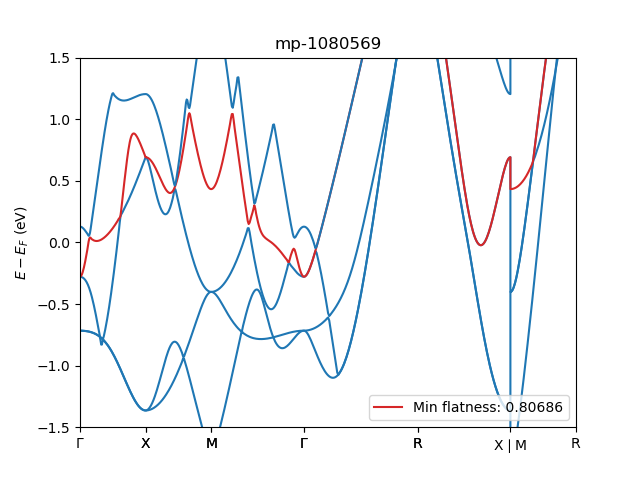 mp-1080569
E − E_F (eV)
1.5
1.0
0.5
0.0
−0.5
−1.0
−1.5
Min flatness: 0.80686
Γ X M Γ R X | M R